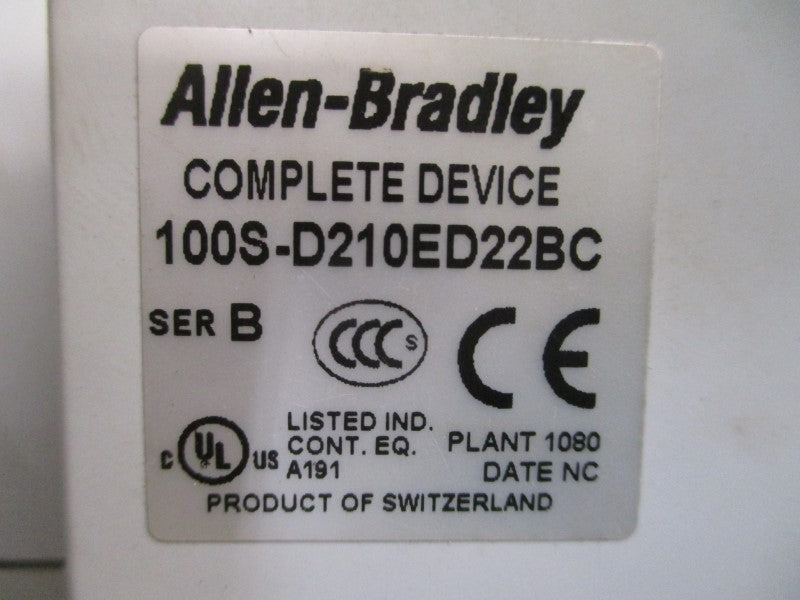 Allen-Bradley
COMPLETE DEVICE
100S-D210ED22BC
SER B
CCC S
CE
C UL US
LISTED IND.
CONT. EQ.
A191
PLANT 1080
DATE NC
PRODUCT OF SWITZERLAND